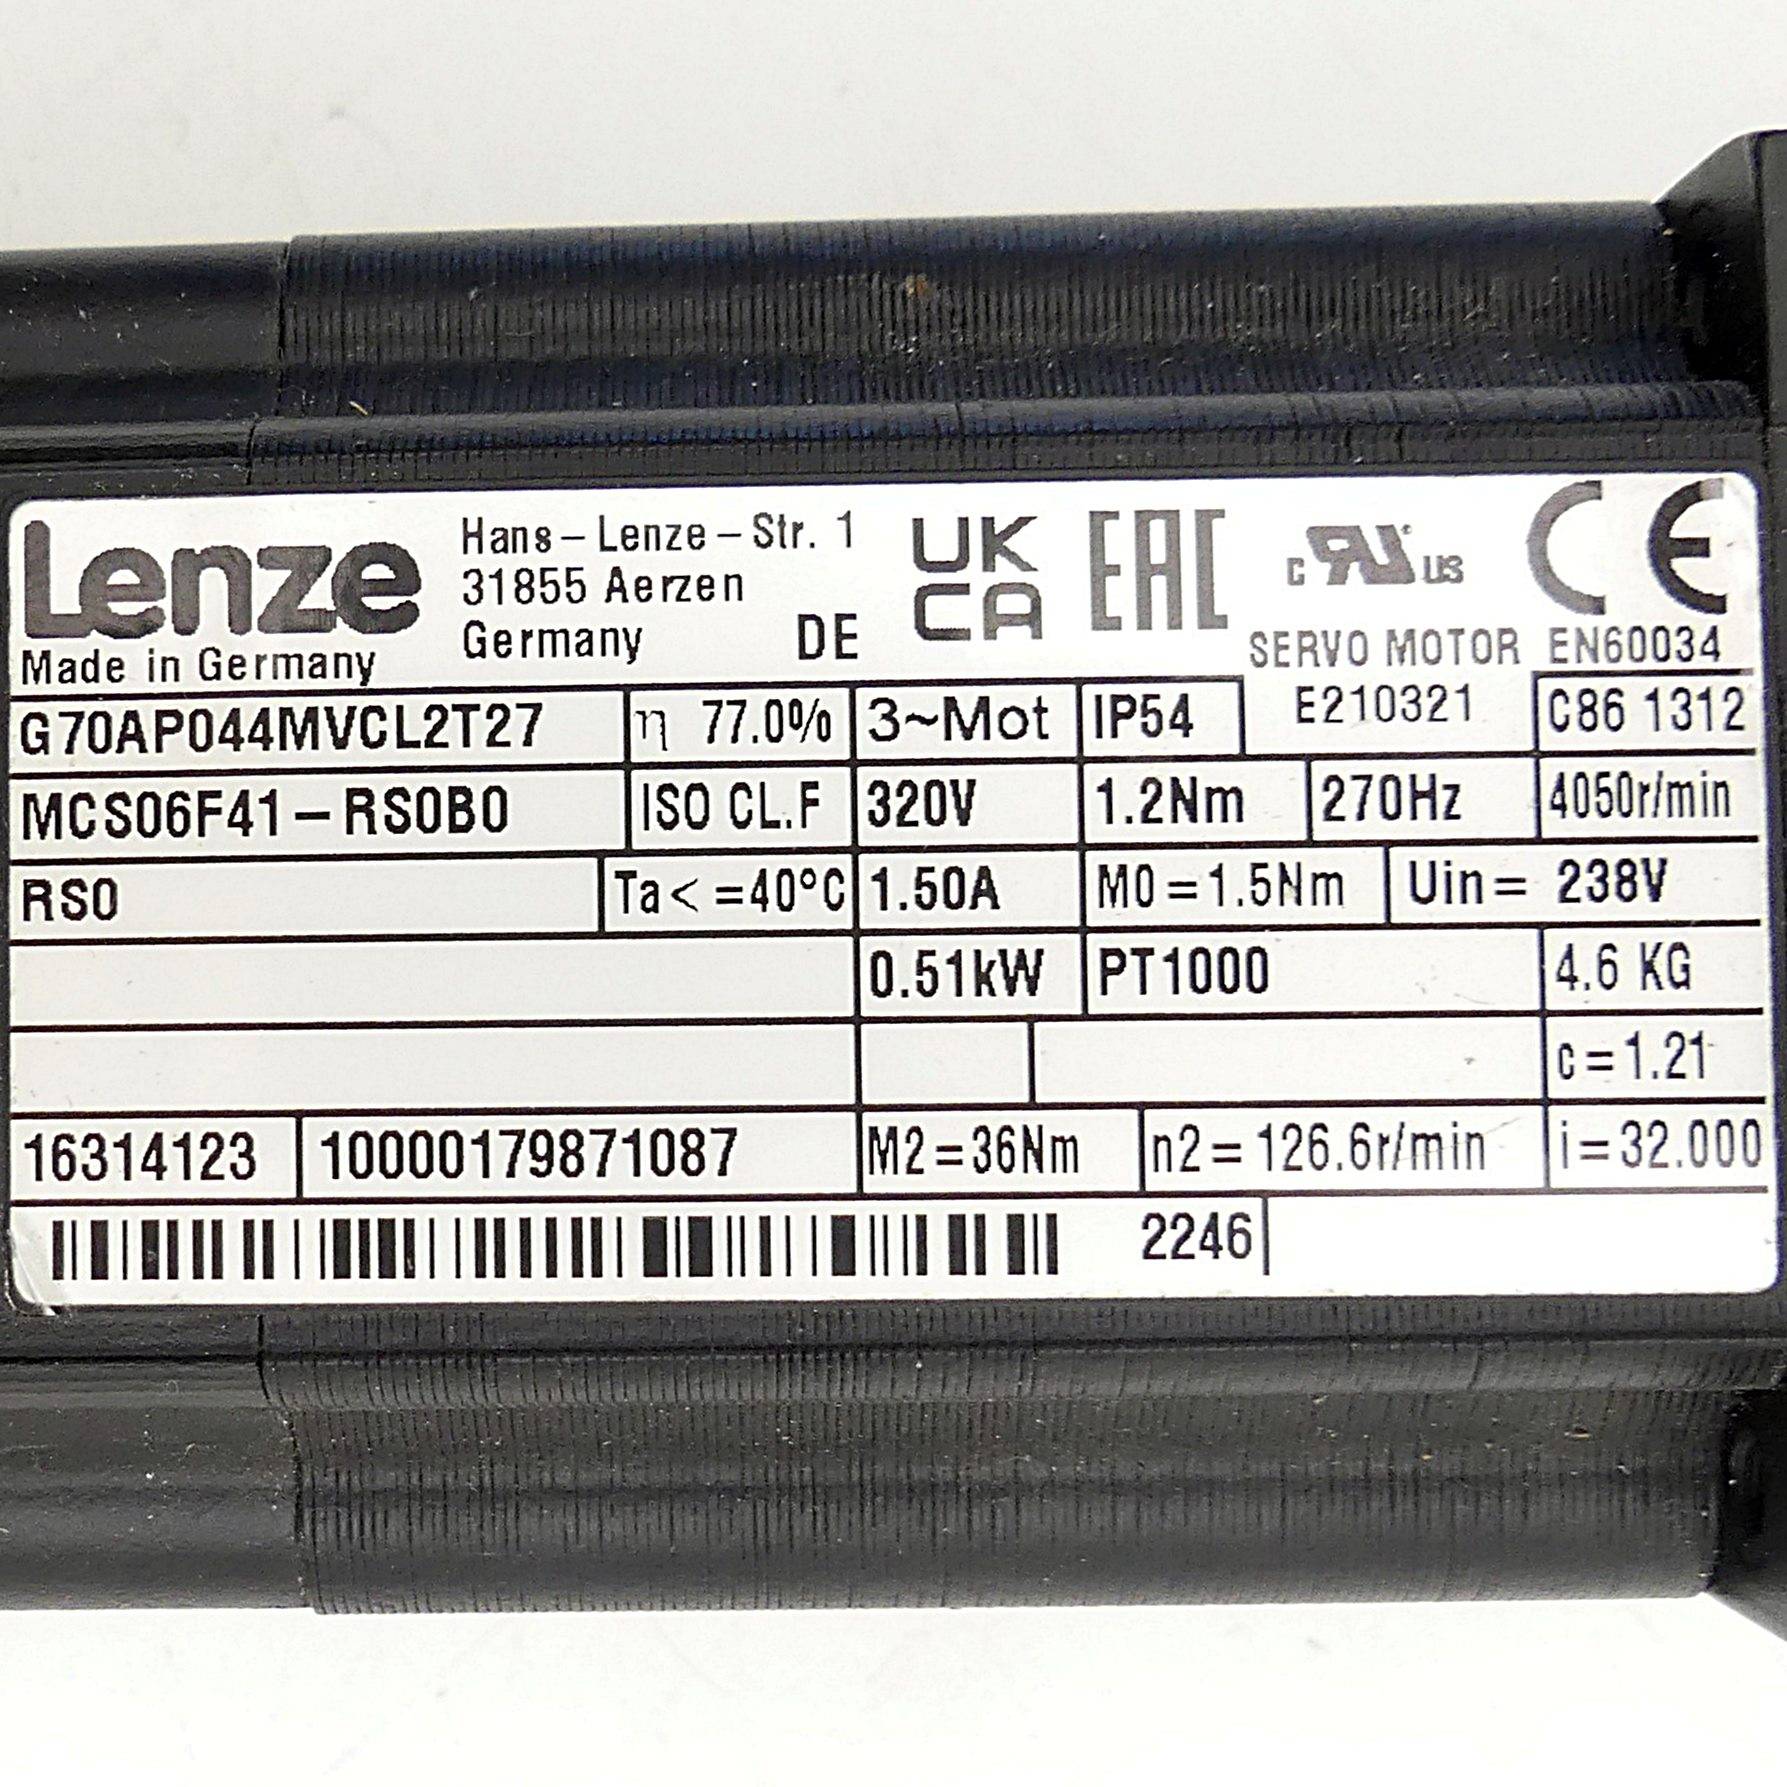 Lenze
Made in Germany
Hans-Lenze-Str. 1
31855 Aerzen
Germany DE
UK
CA
EAC
c RU us
CE
SERVO MOTOR EN60034
E210321
G70AP044MVCL2T27 η 77.0% 3~Mot IP54 C86 1312
MCS06F41-RS0B0 ISO CL.F 320V 1.2Nm 270Hz 4050r/min
RS0 Ta<=40°C 1.50A M0=1.5Nm Uin= 238V
0.51kW PT1000 4.6 KG
c=1.21
16314123 10000179871087 M2=36Nm n2=126.6r/min i=32.000
2246